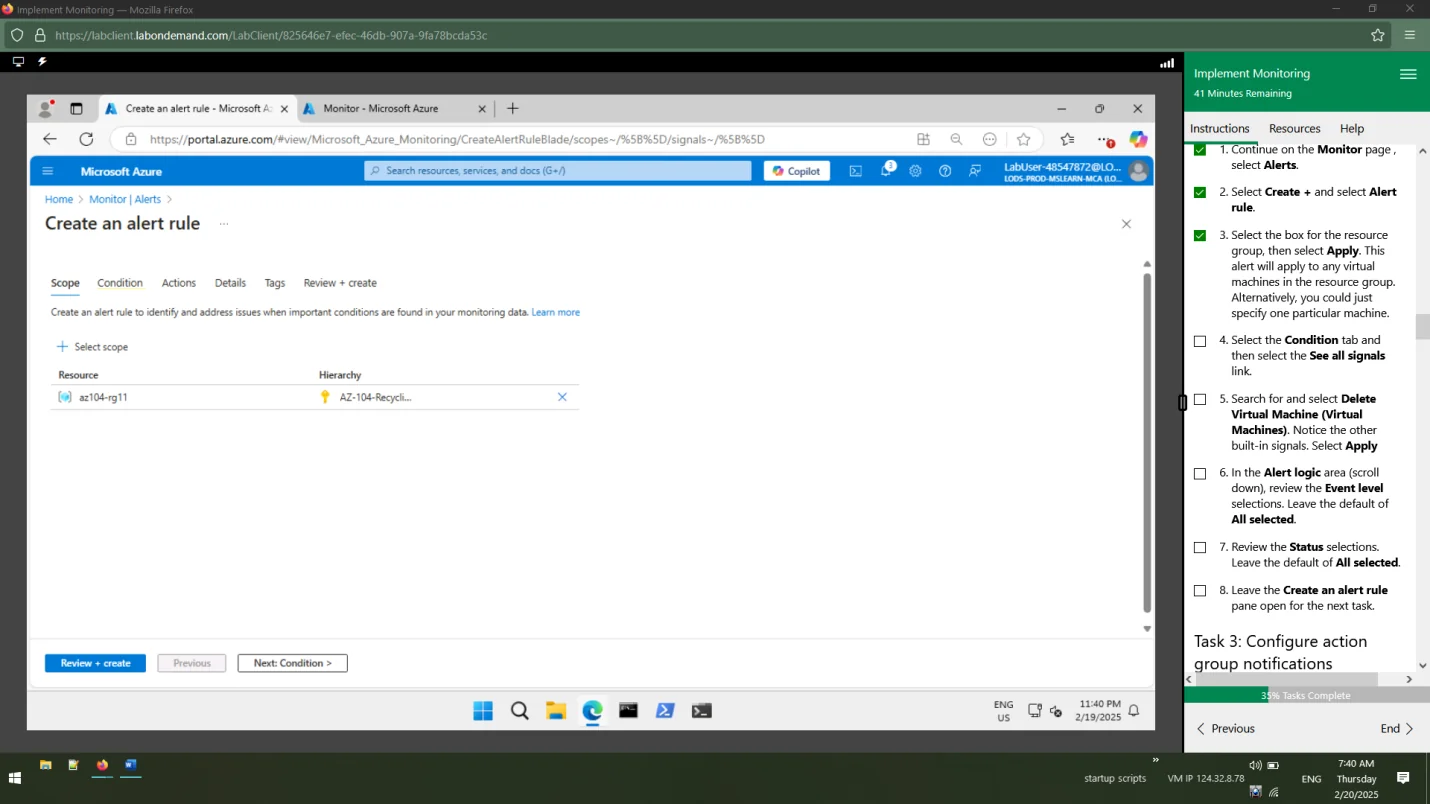 Implement Monitoring — Mozilla Firefox
https://labclient.labondemand.com/LabClient/825646e7-efec-46db-907a-9fa78bcda53c
Create an alert rule - Microsoft Az
Monitor - Microsoft Azure
https://portal.azure.com/#view/Microsoft_Azure_Monitoring/CreateAlertRuleBlade/scopes~/%5B%5D/signals~/%5B%5D
Microsoft Azure
Search resources, services, and docs (G+/)
Copilot
3
LabUser-48547872@LO...
LODS-PROD-MSLEARN-MCA (LO...
Home > Monitor | Alerts >
Create an alert rule ...
Scope Condition Actions Details Tags Review + create
Create an alert rule to identify and address issues when important conditions are found in your monitoring data. Learn more
Select scope
Resource Hierarchy
az104-rg11 AZ-104-Recycli...
Review + create Previous Next: Condition >
ENG
US
11:40 PM
2/19/2025
Implement Monitoring
41 Minutes Remaining
Instructions Resources Help
1. Continue on the Monitor page ,
select Alerts.
2. Select Create + and select Alert
rule.
3. Select the box for the resource
group, then select Apply. This
alert will apply to any virtual
machines in the resource group.
Alternatively, you could just
specify one particular machine.
4. Select the Condition tab and
then select the See all signals
link.
5. Search for and select Delete
Virtual Machine (Virtual
Machines). Notice the other
built-in signals. Select Apply
6. In the Alert logic area (scroll
down), review the Event level
selections. Leave the default of
All selected.
7. Review the Status selections.
Leave the default of All selected.
8. Leave the Create an alert rule
pane open for the next task.
Task 3: Configure action
group notifications
35% Tasks Complete
< Previous End >
startup scripts
»
VM IP 124.32.8.78
ENG
7:40 AM
Thursday
2/20/2025